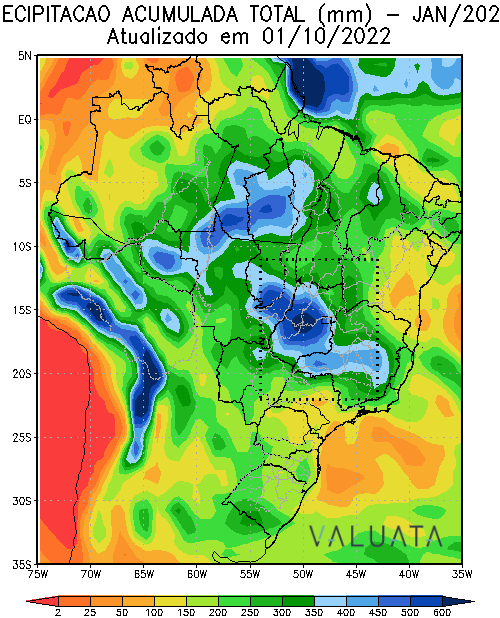 ECIPITACAO ACUMULADA TOTAL (mm) – JAN/202
Atualizado em 01/10/2022
5N
EQ
5S
10S
15S
20S
25S
30S
35S
VALUATA
75W 70W 65W 60W 55W 50W 45W 40W 35W
2 25 50 100 150 200 250 300 350 400 450 500 600